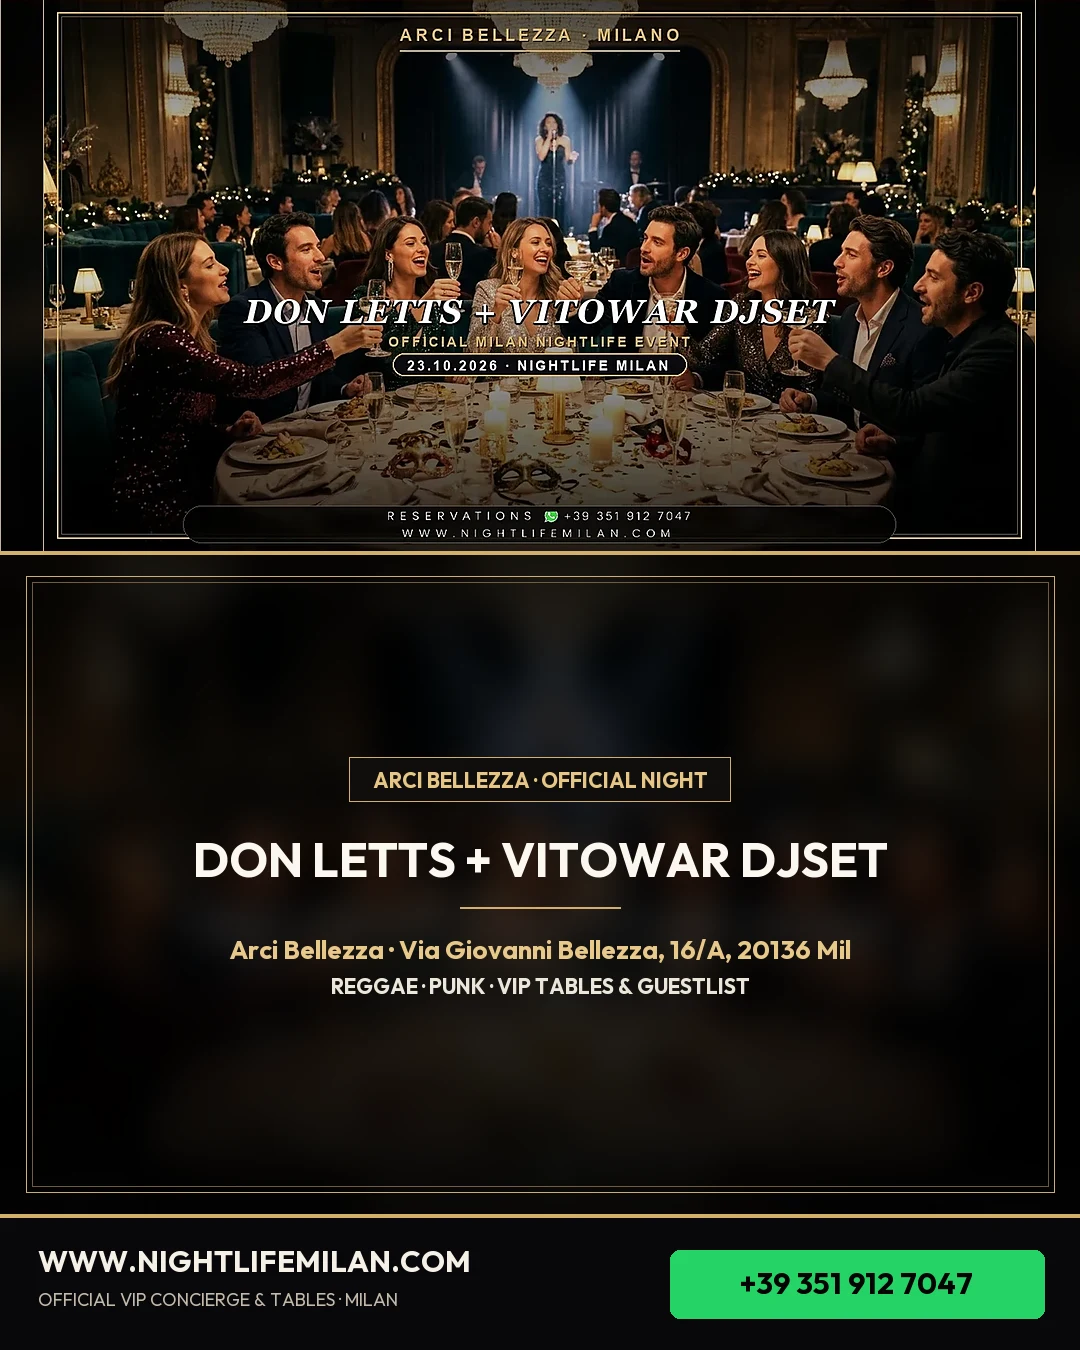 ARCI BELLEZZA · MILANO
DON LETTS + VITOWAR DJSET
OFFICIAL MILAN NIGHTLIFE EVENT
23.10.2026 · NIGHTLIFE MILAN
RESERVATIONS +39 351 912 7047
WWW.NIGHTLIFEMILAN.COM
ARCI BELLEZZA · OFFICIAL NIGHT
DON LETTS + VITOWAR DJSET
Arci Bellezza · Via Giovanni Bellezza, 16/A, 20136 Mil
REGGAE · PUNK · VIP TABLES & GUESTLIST
WWW.NIGHTLIFEMILAN.COM
OFFICIAL VIP CONCIERGE & TABLES · MILAN
+39 351 912 7047